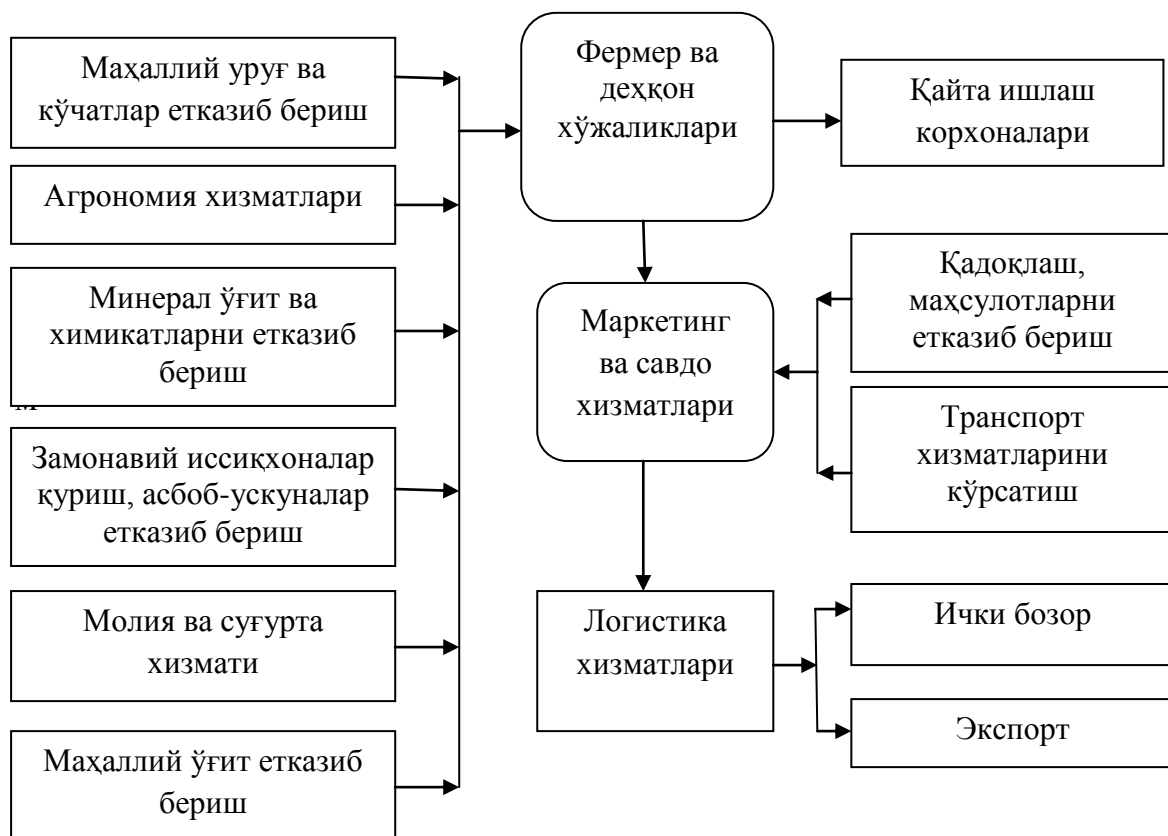 Маҳаллий уруғ ва
кўчатлар етказиб бериш
Агрономия хизматлари
Минерал ўғит ва
химикатларни етказиб
бериш
Замонавий иссиқхоналар
қуриш, асбоб-ускуналар
етказиб бериш
Молия ва суғурта
хизмати
Маҳаллий ўғит етказиб
бериш
Фермер ва
деҳқон
хўжаликлари
Маркетинг
ва савдо
хизматлари
Логистика
хизматлари
Қайта ишлаш
корхоналари
Қадоқлаш,
маҳсулотларни
етказиб бериш
Транспорт
хизматларини
кўрсатиш
Ички бозор
Экспорт